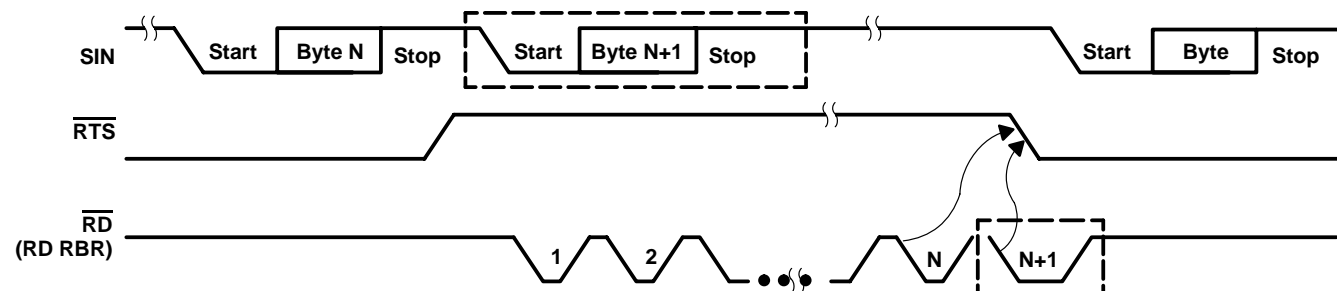 SIN
Start
Byte N
Stop
Start
Byte N+1
Stop
Start
Byte
Stop
RTS
RD
(RD RBR)
1
2
N
N+1